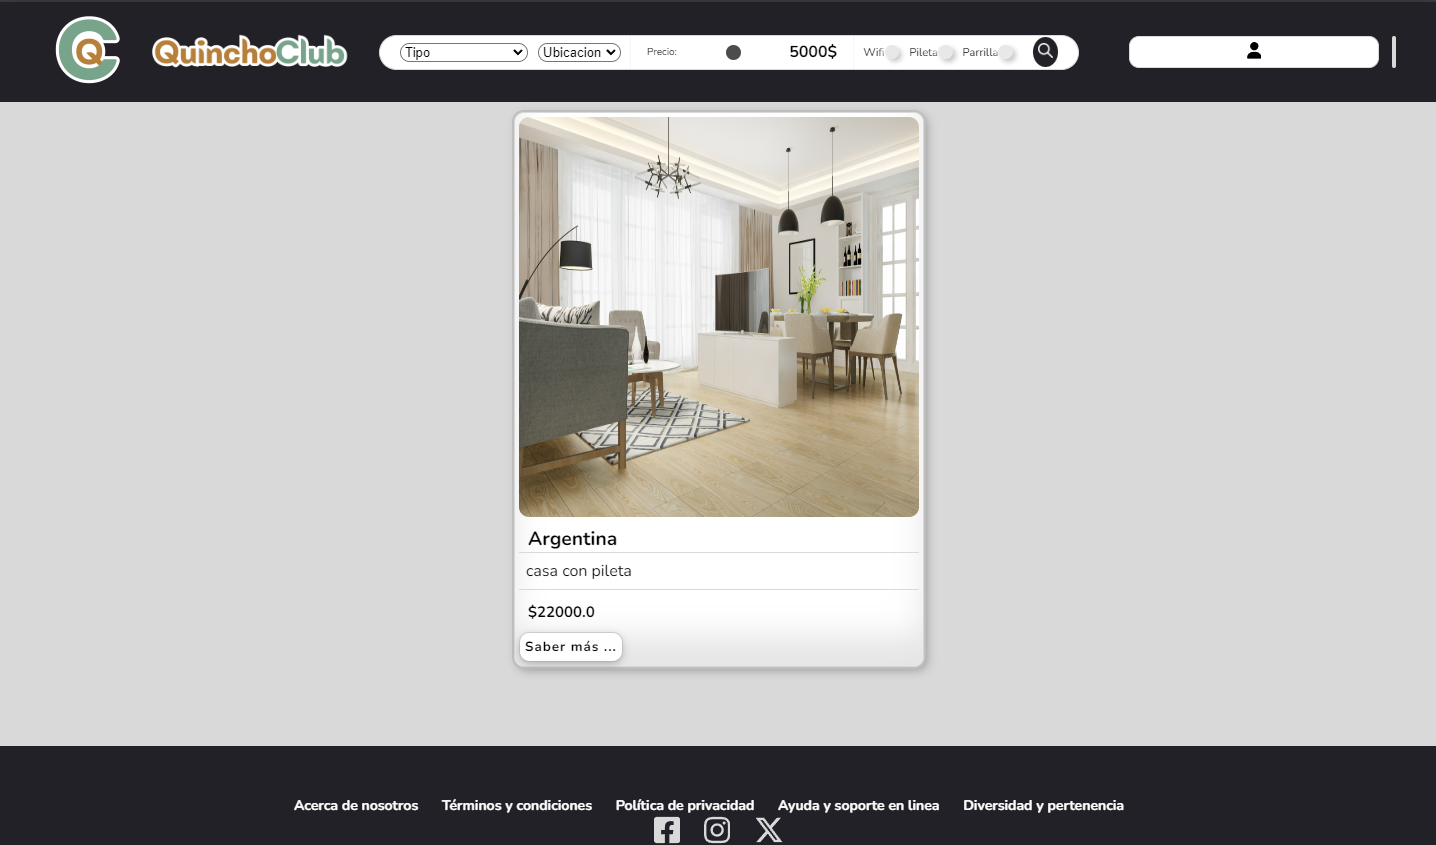 QC
QuinchoClub
Tipo
Ubicacion
Precio:
5000$
Wifi
Pileta
Parrilla
Argentina
casa con pileta
$22000.0
Saber más ...
Acerca de nosotros
Términos y condiciones
Política de privacidad
Ayuda y soporte en linea
Diversidad y pertenencia